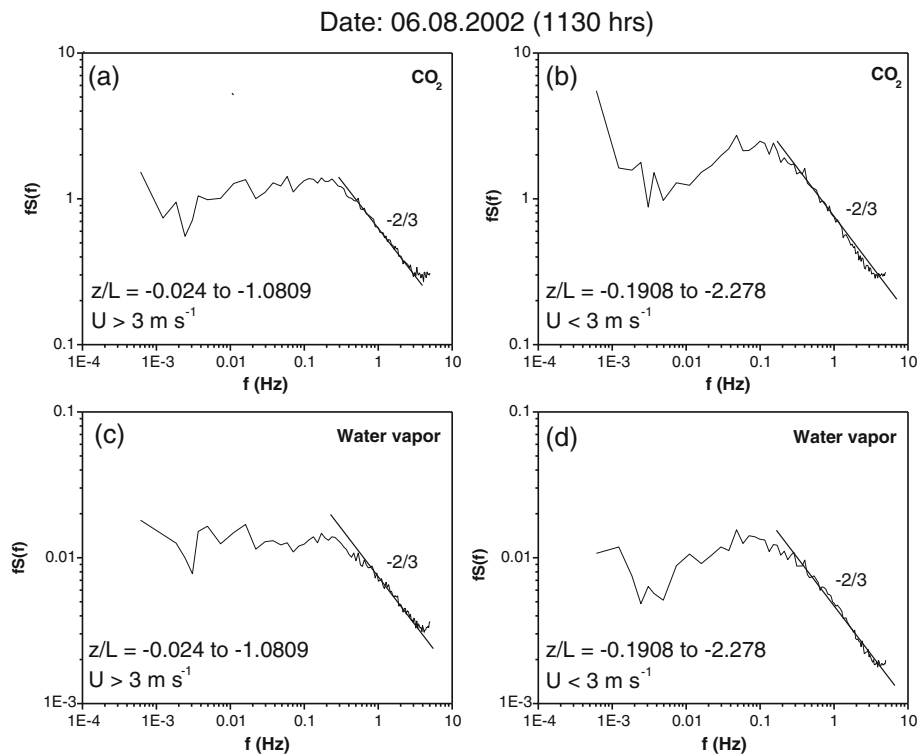 Date: 06.08.2002 (1130 hrs)
(a)
CO2
fS(f)
10
1
0.1
-2/3
z/L = -0.024 to -1.0809
U > 3 m s-1
1E-4 1E-3 0.01 0.1 1 10
f (Hz)
(b)
CO2
fS(f)
10
1
0.1
-2/3
z/L = -0.1908 to -2.278
U < 3 m s-1
1E-4 1E-3 0.01 0.1 1 10
f (Hz)
(c)
Water vapor
fS(f)
0.1
0.01
1E-3
-2/3
z/L = -0.024 to -1.0809
U > 3 m s-1
1E-4 1E-3 0.01 0.1 1 10
f (Hz)
(d)
Water vapor
fS(f)
0.1
0.01
1E-3
-2/3
z/L = -0.1908 to -2.278
U < 3 m s-1
1E-4 1E-3 0.01 0.1 1 10
f (Hz)